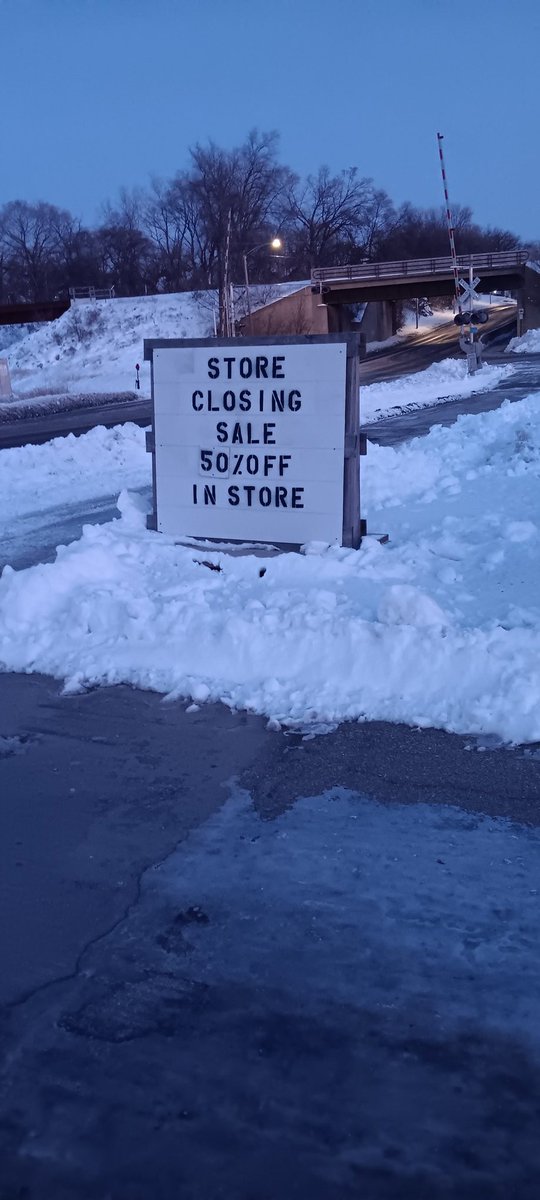 STORE
CLOSING
SALE
50%OFF
IN STORE